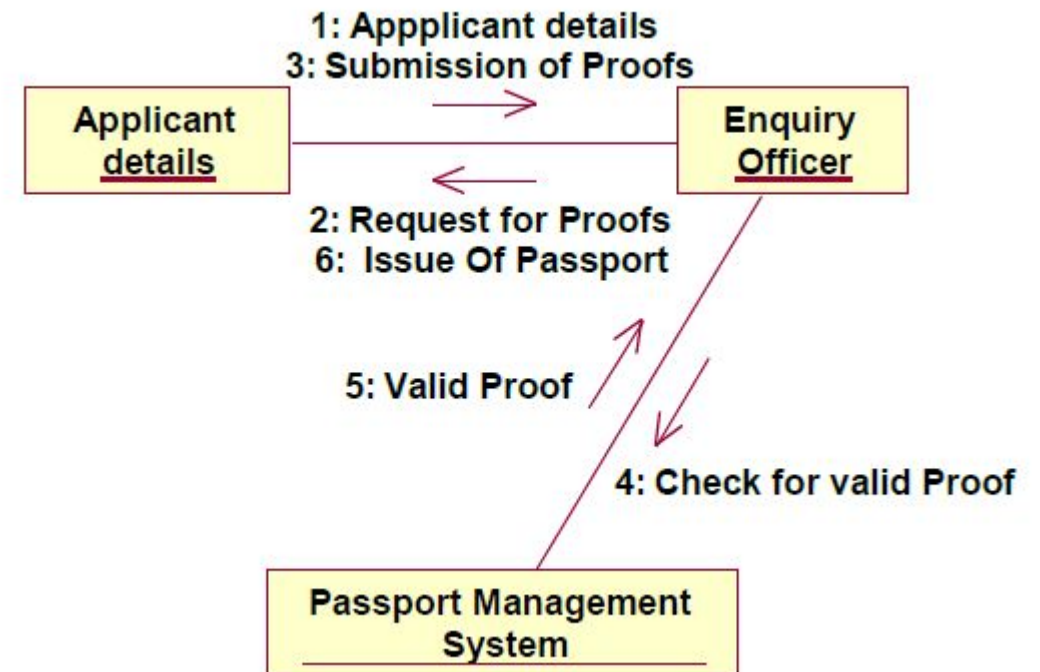 1: Appplicant details
3: Submission of Proofs
Applicant
details
Enquiry
Officer
2: Request for Proofs
6: Issue Of Passport
5: Valid Proof
4: Check for valid Proof
Passport Management
System